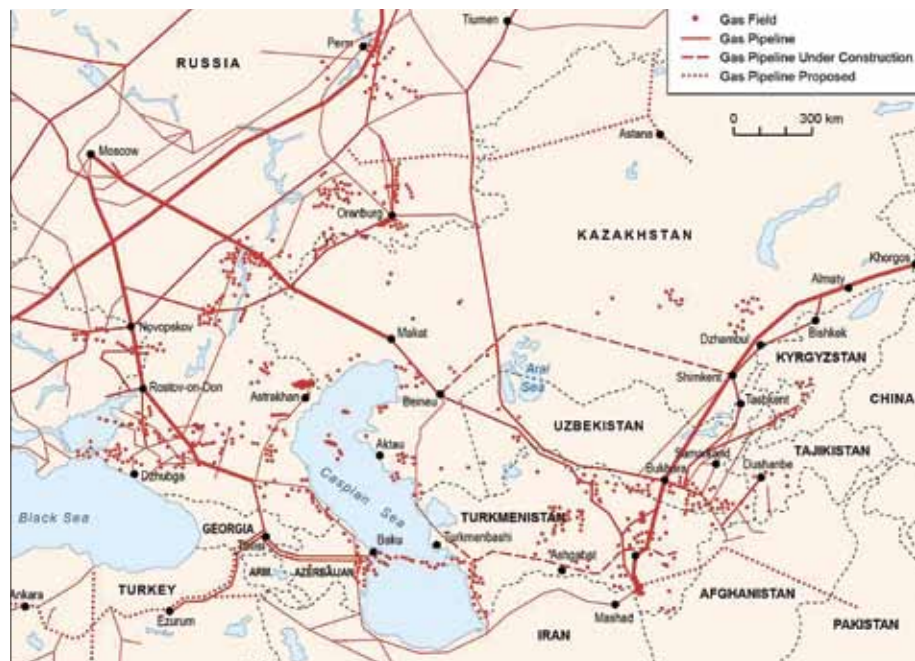 Gas Field
Gas Pipeline
Gas Pipeline Under Construction
Gas Pipeline Proposed
0 300 km
Tiumen
Perm
RUSSIA
Moscow
Astana
Oranburg
KAZAKHSTAN
Khorgos
Almaty
Novopskov
Makat
Dzhambul
Bishkek
KYRGYZSTAN
Rostov-on-Don
Astrakhan
Beineu
Aral
Sea
Shimkent
Tashkent
CHINA
UZBEKISTAN
Aktau
Samarkand
TAJIKISTAN
Dzhubga
Bukhara
Dushanbe
Black Sea
Caspian Sea
GEORGIA
TURKMENISTAN
Tbilisi
Baku
Turkmenbashi
ARM.
AZERBAIJAN
Ashgabat
TURKEY
Ankara
AFGHANISTAN
Ezurum
Mashad
IRAN
PAKISTAN